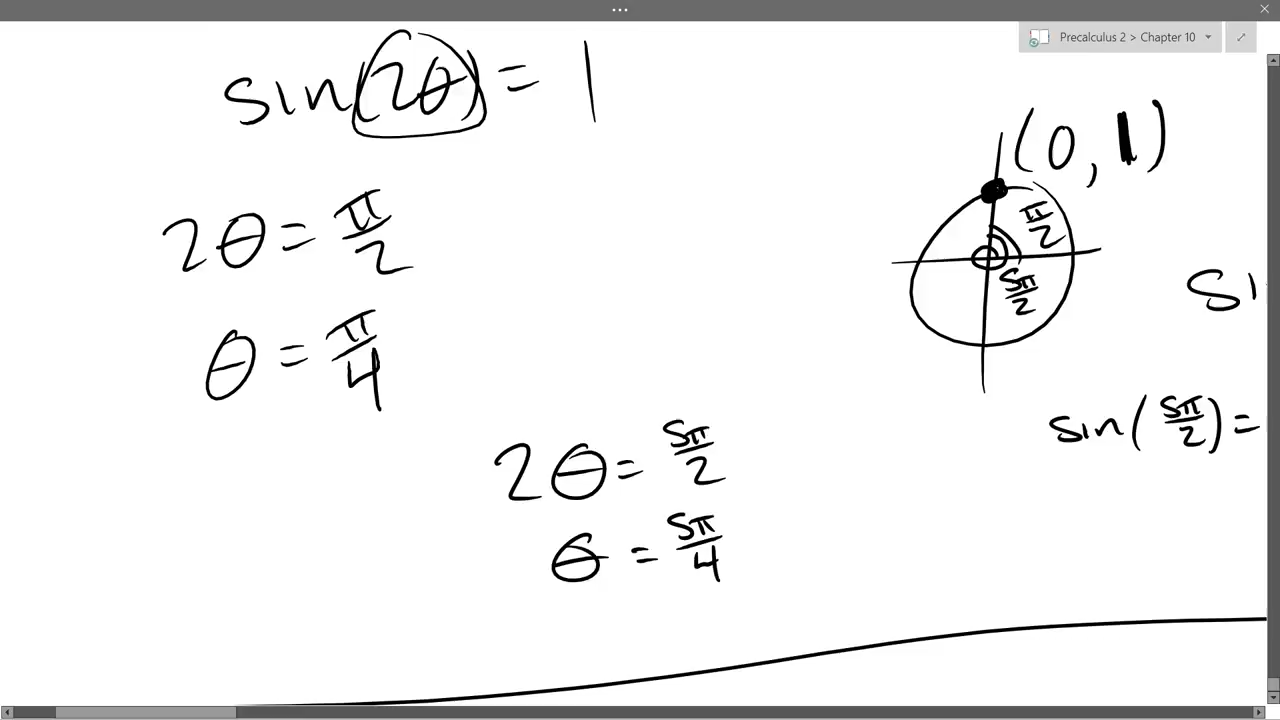 Precalculus 2 > Chapter 10
sin(2θ) = 1
(0, 1)
2θ = π/2
π/2
5π/2
θ = π/4
sin(5π/2) =
2θ = 5π/2
θ = 5π/4